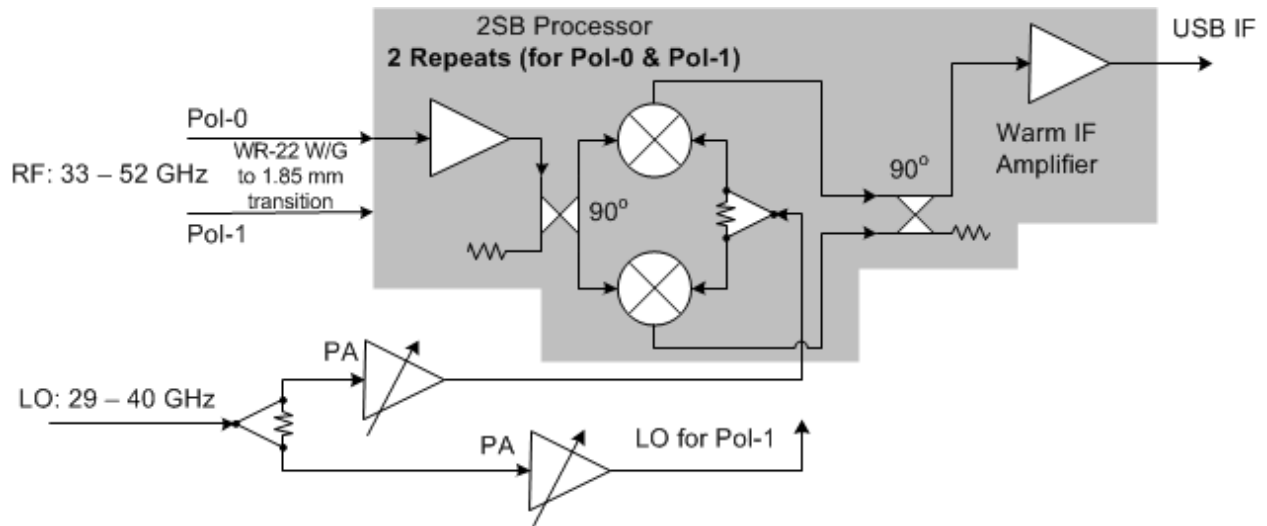 2SB Processor
2 Repeats (for Pol-0 & Pol-1)
USB IF
Pol-0
WR-22 W/G
to 1.85 mm
transition
RF: 33 – 52 GHz
Pol-1
90°
90°
Warm IF
Amplifier
PA
LO: 29 – 40 GHz
PA
LO for Pol-1